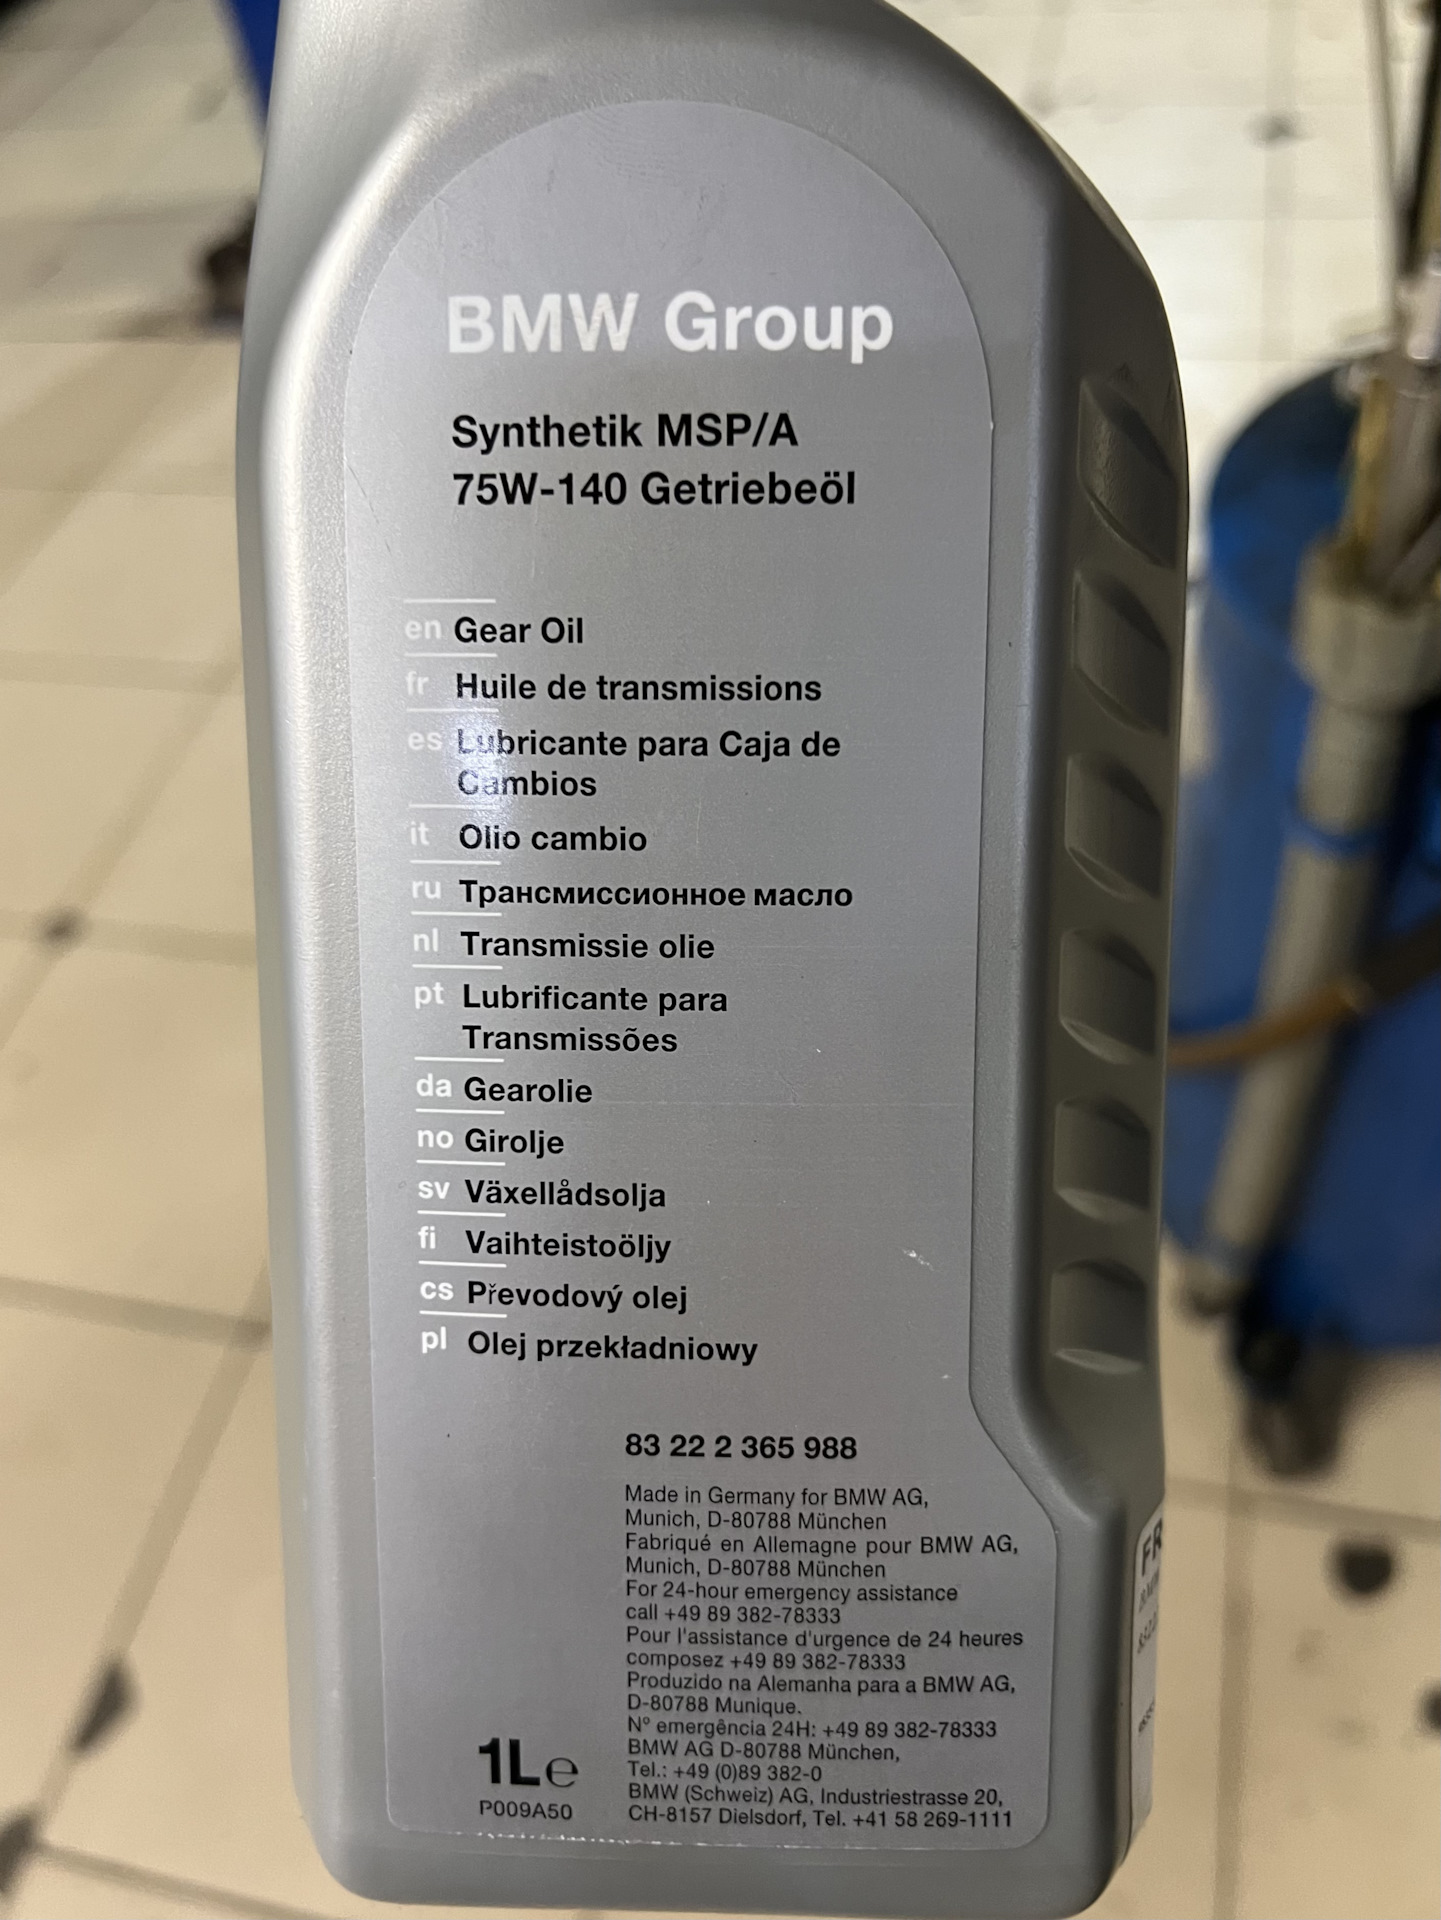 BMW Group
Synthetik MSP/A
75W-140 Getriebeöl
en Gear Oil
fr Huile de transmissions
es Lubricante para Caja de
Cambios
it Olio cambio
ru Трансмиссионное масло
nl Transmissie olie
pt Lubrificante para
Transmissões
da Gearolie
no Girolje
sv Växellådsolja
fi Vaihteistoöljy
cs Převodový olej
pl Olej przekładniowy
83 22 2 365 988
Made in Germany for BMW AG,
Munich, D-80788 München
Fabriqué en Allemagne pour BMW AG,
Munich, D-80788 München
For 24-hour emergency assistance
call +49 89 382-78333
Pour l'assistance d'urgence de 24 heures
composez +49 89 382-78333
Produzido na Alemanha para a BMW AG,
D-80788 Munique.
Nº emergência 24H: +49 89 382-78333
BMW AG D-80788 München,
Tel.: +49 (0)89 382-0
BMW (Schweiz) AG, Industriestrasse 20,
CH-8157 Dielsdorf, Tel. +41 58 269-1111
1L℮
P009A50
FR